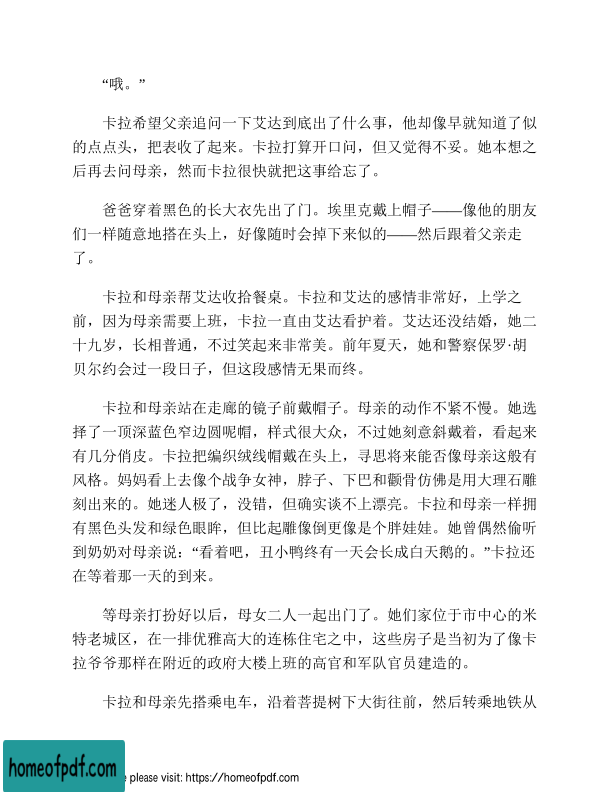 “哦。”
卡拉希望父亲追问一下艾达到底出了什么事，他却像早就知道了似
的点点头，把表收了起来。卡拉打算开口问，但又觉得不妥。她本想之
后再去问母亲，然而卡拉很快就把这事给忘了。
爸爸穿着黑色的长大衣先出了门。埃里克戴上帽子——像他的朋友
们一样随意地搭在头上，好像随时会掉下来似的——然后跟着父亲走
了。
卡拉和母亲帮艾达收拾餐桌。卡拉和艾达的感情非常好，上学之
前，因为母亲需要上班，卡拉一直由艾达看护着。艾达还没结婚，她二
十九岁，长相普通，不过笑起来非常美。前年夏天，她和警察保罗·胡
贝尔约会过一段日子，但这段感情无果而终。
卡拉和母亲站在走廊的镜子前戴帽子。母亲的动作不紧不慢。她选
择了一顶深蓝色窄边圆呢帽，样式很大众，不过她刻意斜戴着，看起来
有几分俏皮。卡拉把编织绒线帽戴在头上，寻思将来能否像母亲这般有
风格。妈妈看上去像个战争女神，脖子、下巴和颧骨仿佛是用大理石雕
刻出来的。她迷人极了，没错，但确实谈不上漂亮。卡拉和母亲一样拥
有黑色头发和绿色眼眸，但比起雕像倒更像是个胖娃娃。她曾偶然偷听
到奶奶对母亲说：“看着吧，丑小鸭终有一天会长成白天鹅的。”卡拉还
在等着那一天的到来。
等母亲打扮好以后，母女二人一起出门了。她们家位于市中心的米
特老城区，在一排优雅高大的连栋住宅之中，这些房子是当初为了像卡
拉爷爷那样在附近的政府大楼上班的高官和军队官员建造的。
卡拉和母亲先搭乘电车，沿着菩提树下大街往前，然后转乘地铁从
homeofpdf.com
e please visit: https://homeofpdf.com